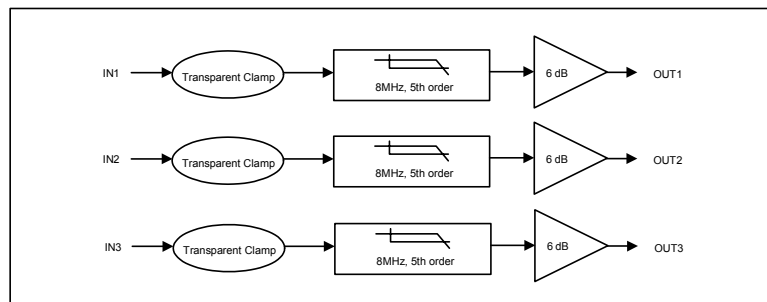 IN1 Transparent Clamp 8MHz, 5th order 6 dB OUT1
IN2 Transparent Clamp 8MHz, 5th order 6 dB OUT2
IN3 Transparent Clamp 8MHz, 5th order 6 dB OUT3